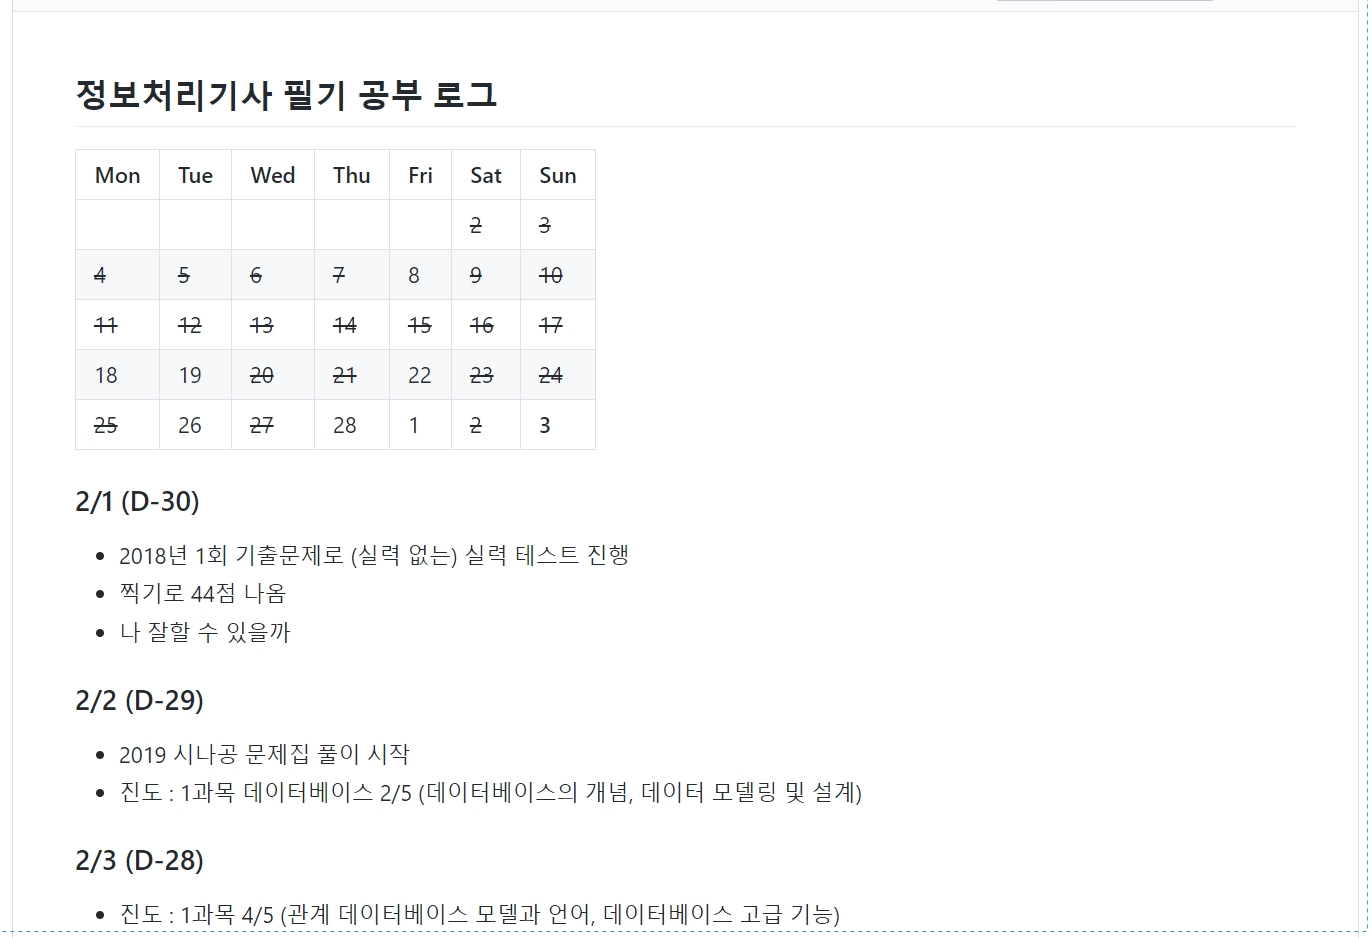 정보처리기사 필기 공부 로그
Mon Tue Wed Thu Fri Sat Sun
2 3
4 5 6 7 8 9 10
11 12 13 14 15 16 17
18 19 20 21 22 23 24
25 26 27 28 1 2 3
2/1 (D-30)
2018년 1회 기출문제로 (실력 없는) 실력 테스트 진행
찍기로 44점 나옴
나 잘할 수 있을까
2/2 (D-29)
2019 시나공 문제집 풀이 시작
진도 : 1과목 데이터베이스 2/5 (데이터베이스의 개념, 데이터 모델링 및 설계)
2/3 (D-28)
진도 : 1과목 4/5 (관계 데이터베이스 모델과 언어, 데이터베이스 고급 기능)